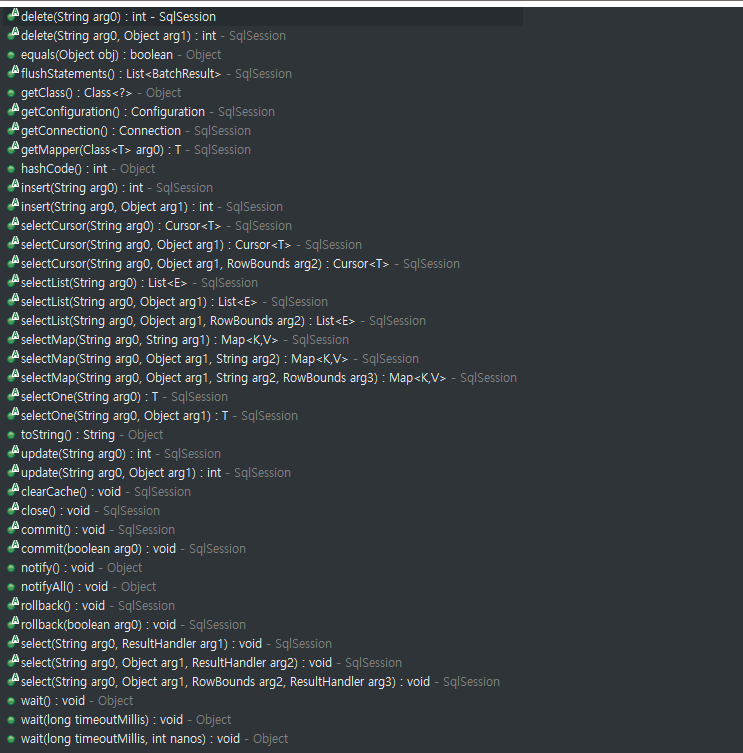 delete(String arg0) : int - SqlSession
delete(String arg0, Object arg1) : int - SqlSession
equals(Object obj) : boolean - Object
flushStatements() : List<BatchResult> - SqlSession
getClass() : Class<?> - Object
getConfiguration() : Configuration - SqlSession
getConnection() : Connection - SqlSession
getMapper(Class<T> arg0) : T - SqlSession
hashCode() : int - Object
insert(String arg0) : int - SqlSession
insert(String arg0, Object arg1) : int - SqlSession
selectCursor(String arg0) : Cursor<T> - SqlSession
selectCursor(String arg0, Object arg1) : Cursor<T> - SqlSession
selectCursor(String arg0, Object arg1, RowBounds arg2) : Cursor<T> - SqlSession
selectList(String arg0) : List<E> - SqlSession
selectList(String arg0, Object arg1) : List<E> - SqlSession
selectList(String arg0, Object arg1, RowBounds arg2) : List<E> - SqlSession
selectMap(String arg0, String arg1) : Map<K,V> - SqlSession
selectMap(String arg0, Object arg1, String arg2) : Map<K,V> - SqlSession
selectMap(String arg0, Object arg1, String arg2, RowBounds arg3) : Map<K,V> - SqlSession
selectOne(String arg0) : T - SqlSession
selectOne(String arg0, Object arg1) : T - SqlSession
toString() : String - Object
update(String arg0) : int - SqlSession
update(String arg0, Object arg1) : int - SqlSession
clearCache() : void - SqlSession
close() : void - SqlSession
commit() : void - SqlSession
commit(boolean arg0) : void - SqlSession
notify() : void - Object
notifyAll() : void - Object
rollback() : void - SqlSession
rollback(boolean arg0) : void - SqlSession
select(String arg0, ResultHandler arg1) : void - SqlSession
select(String arg0, Object arg1, ResultHandler arg2) : void - SqlSession
select(String arg0, Object arg1, RowBounds arg2, ResultHandler arg3) : void - SqlSession
wait() : void - Object
wait(long timeoutMillis) : void - Object
wait(long timeoutMillis, int nanos) : void - Object